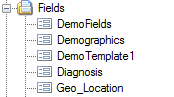 Fields
DemoFields
Demographics
DemoTemplate1
Diagnosis
Geo_Location